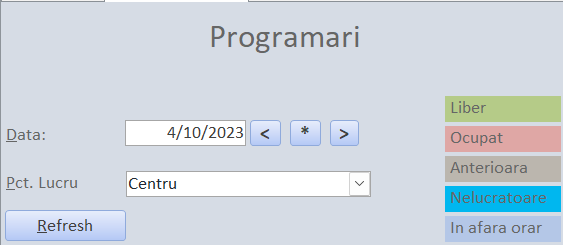 Programari
Data: 4/10/2023 < * >
Pct. Lucru Centru
Refresh
Liber
Ocupat
Anterioara
Nelucratoare
In afara orar